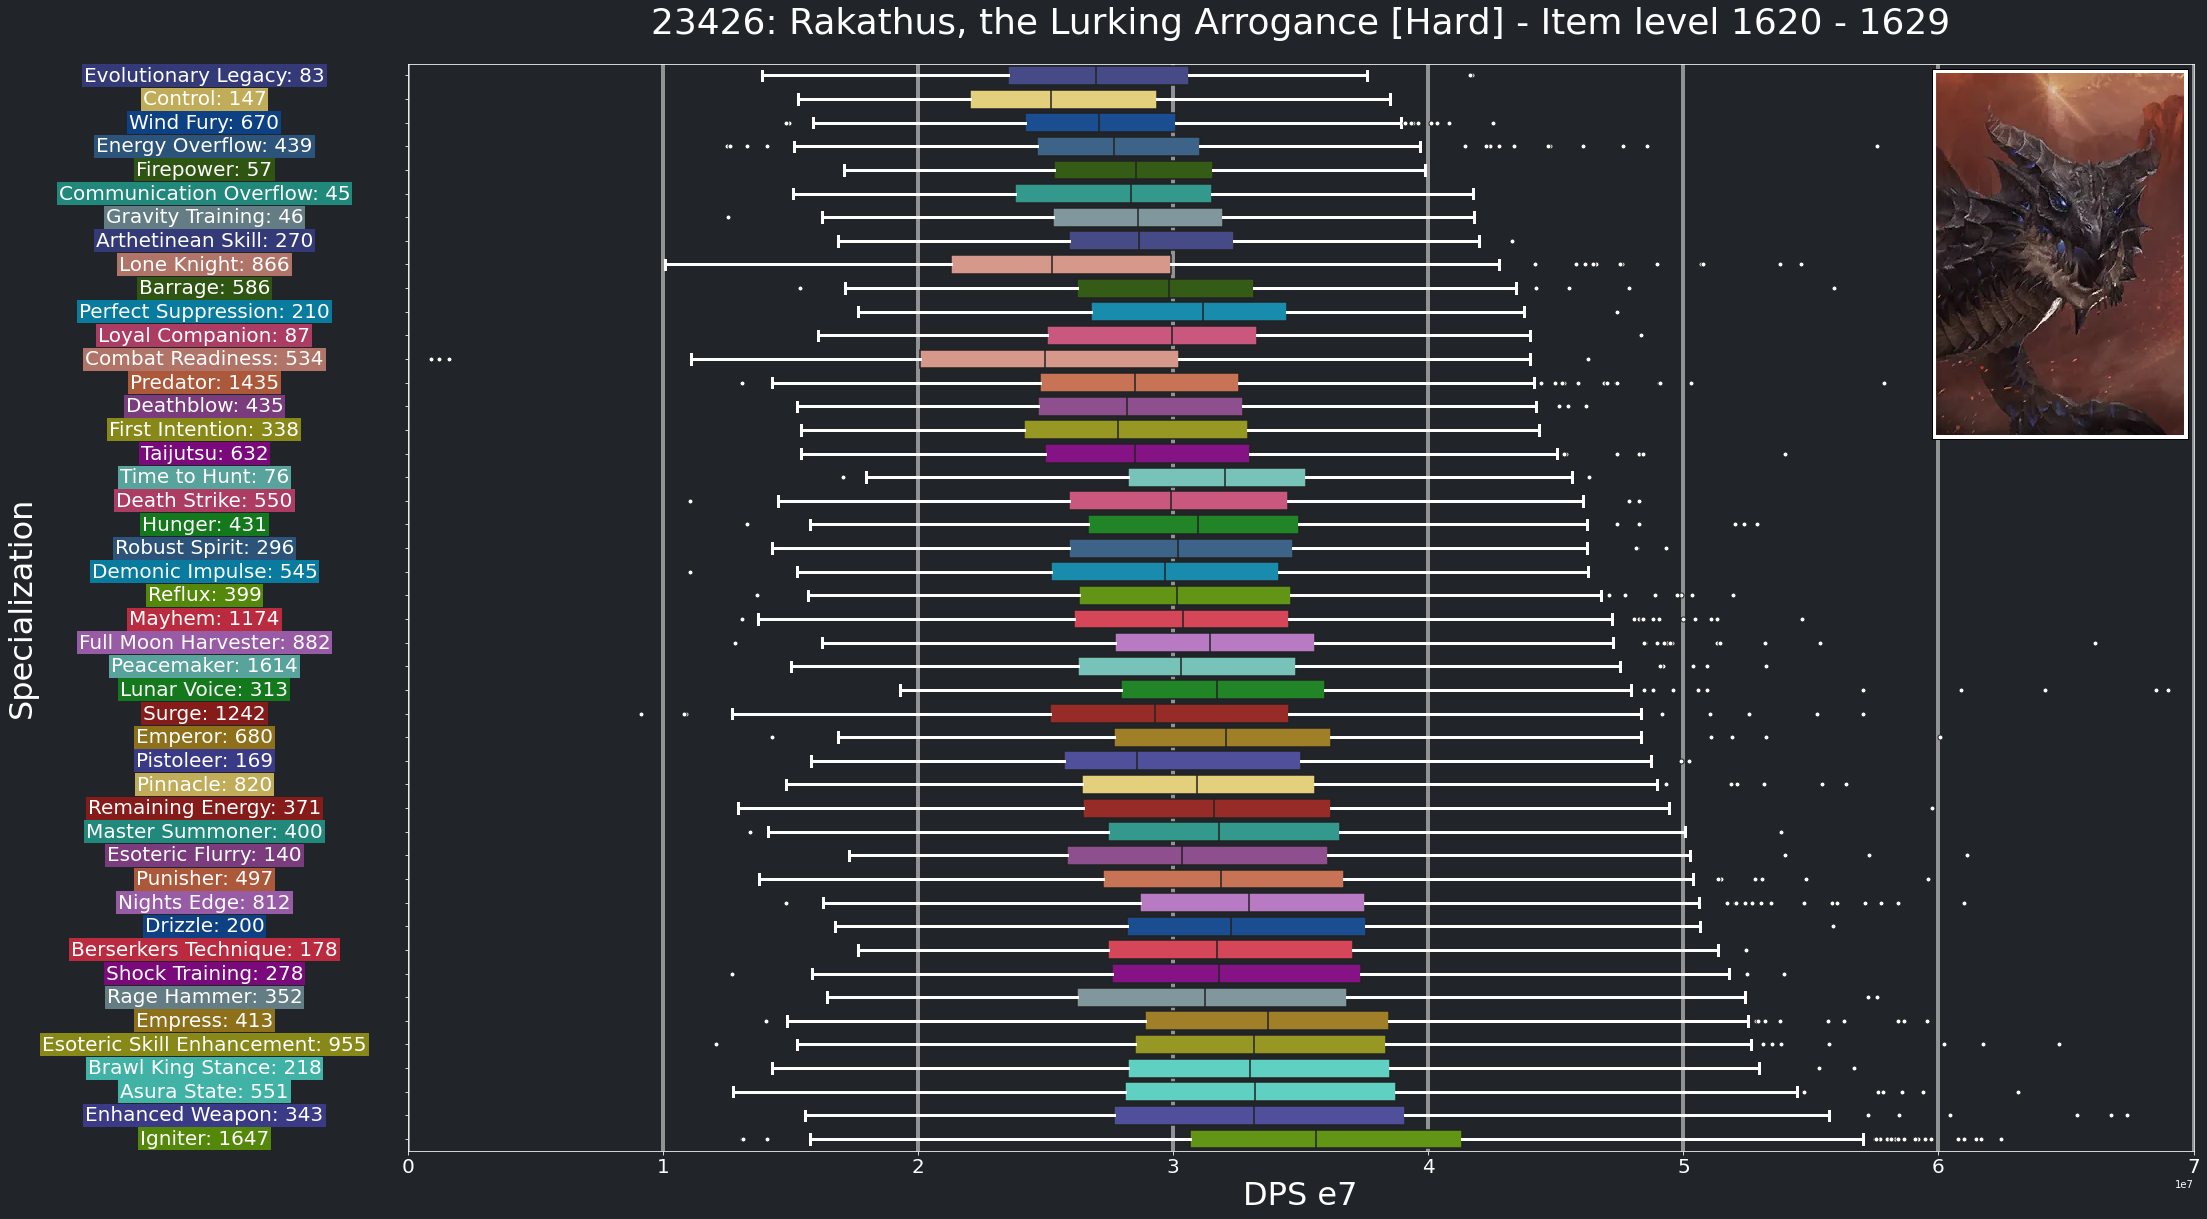 23426: Rakathus, the Lurking Arrogance [Hard] - Item level 1620 - 1629
Specialization
Evolutionary Legacy: 83
Control: 147
Wind Fury: 670
Energy Overflow: 439
Firepower: 57
Communication Overflow: 45
Gravity Training: 46
Arthetinean Skill: 270
Lone Knight: 866
Barrage: 586
Perfect Suppression: 210
Loyal Companion: 87
Combat Readiness: 534
Predator: 1435
Deathblow: 435
First Intention: 338
Taijutsu: 632
Time to Hunt: 76
Death Strike: 550
Hunger: 431
Robust Spirit: 296
Demonic Impulse: 545
Reflux: 399
Mayhem: 1174
Full Moon Harvester: 882
Peacemaker: 1614
Lunar Voice: 313
Surge: 1242
Emperor: 680
Pistoleer: 169
Pinnacle: 820
Remaining Energy: 371
Master Summoner: 400
Esoteric Flurry: 140
Punisher: 497
Nights Edge: 812
Drizzle: 200
Berserkers Technique: 178
Shock Training: 278
Rage Hammer: 352
Empress: 413
Esoteric Skill Enhancement: 955
Brawl King Stance: 218
Asura State: 551
Enhanced Weapon: 343
Igniter: 1647
0 1 2 3 4 5 6 7
1e7
DPS e7